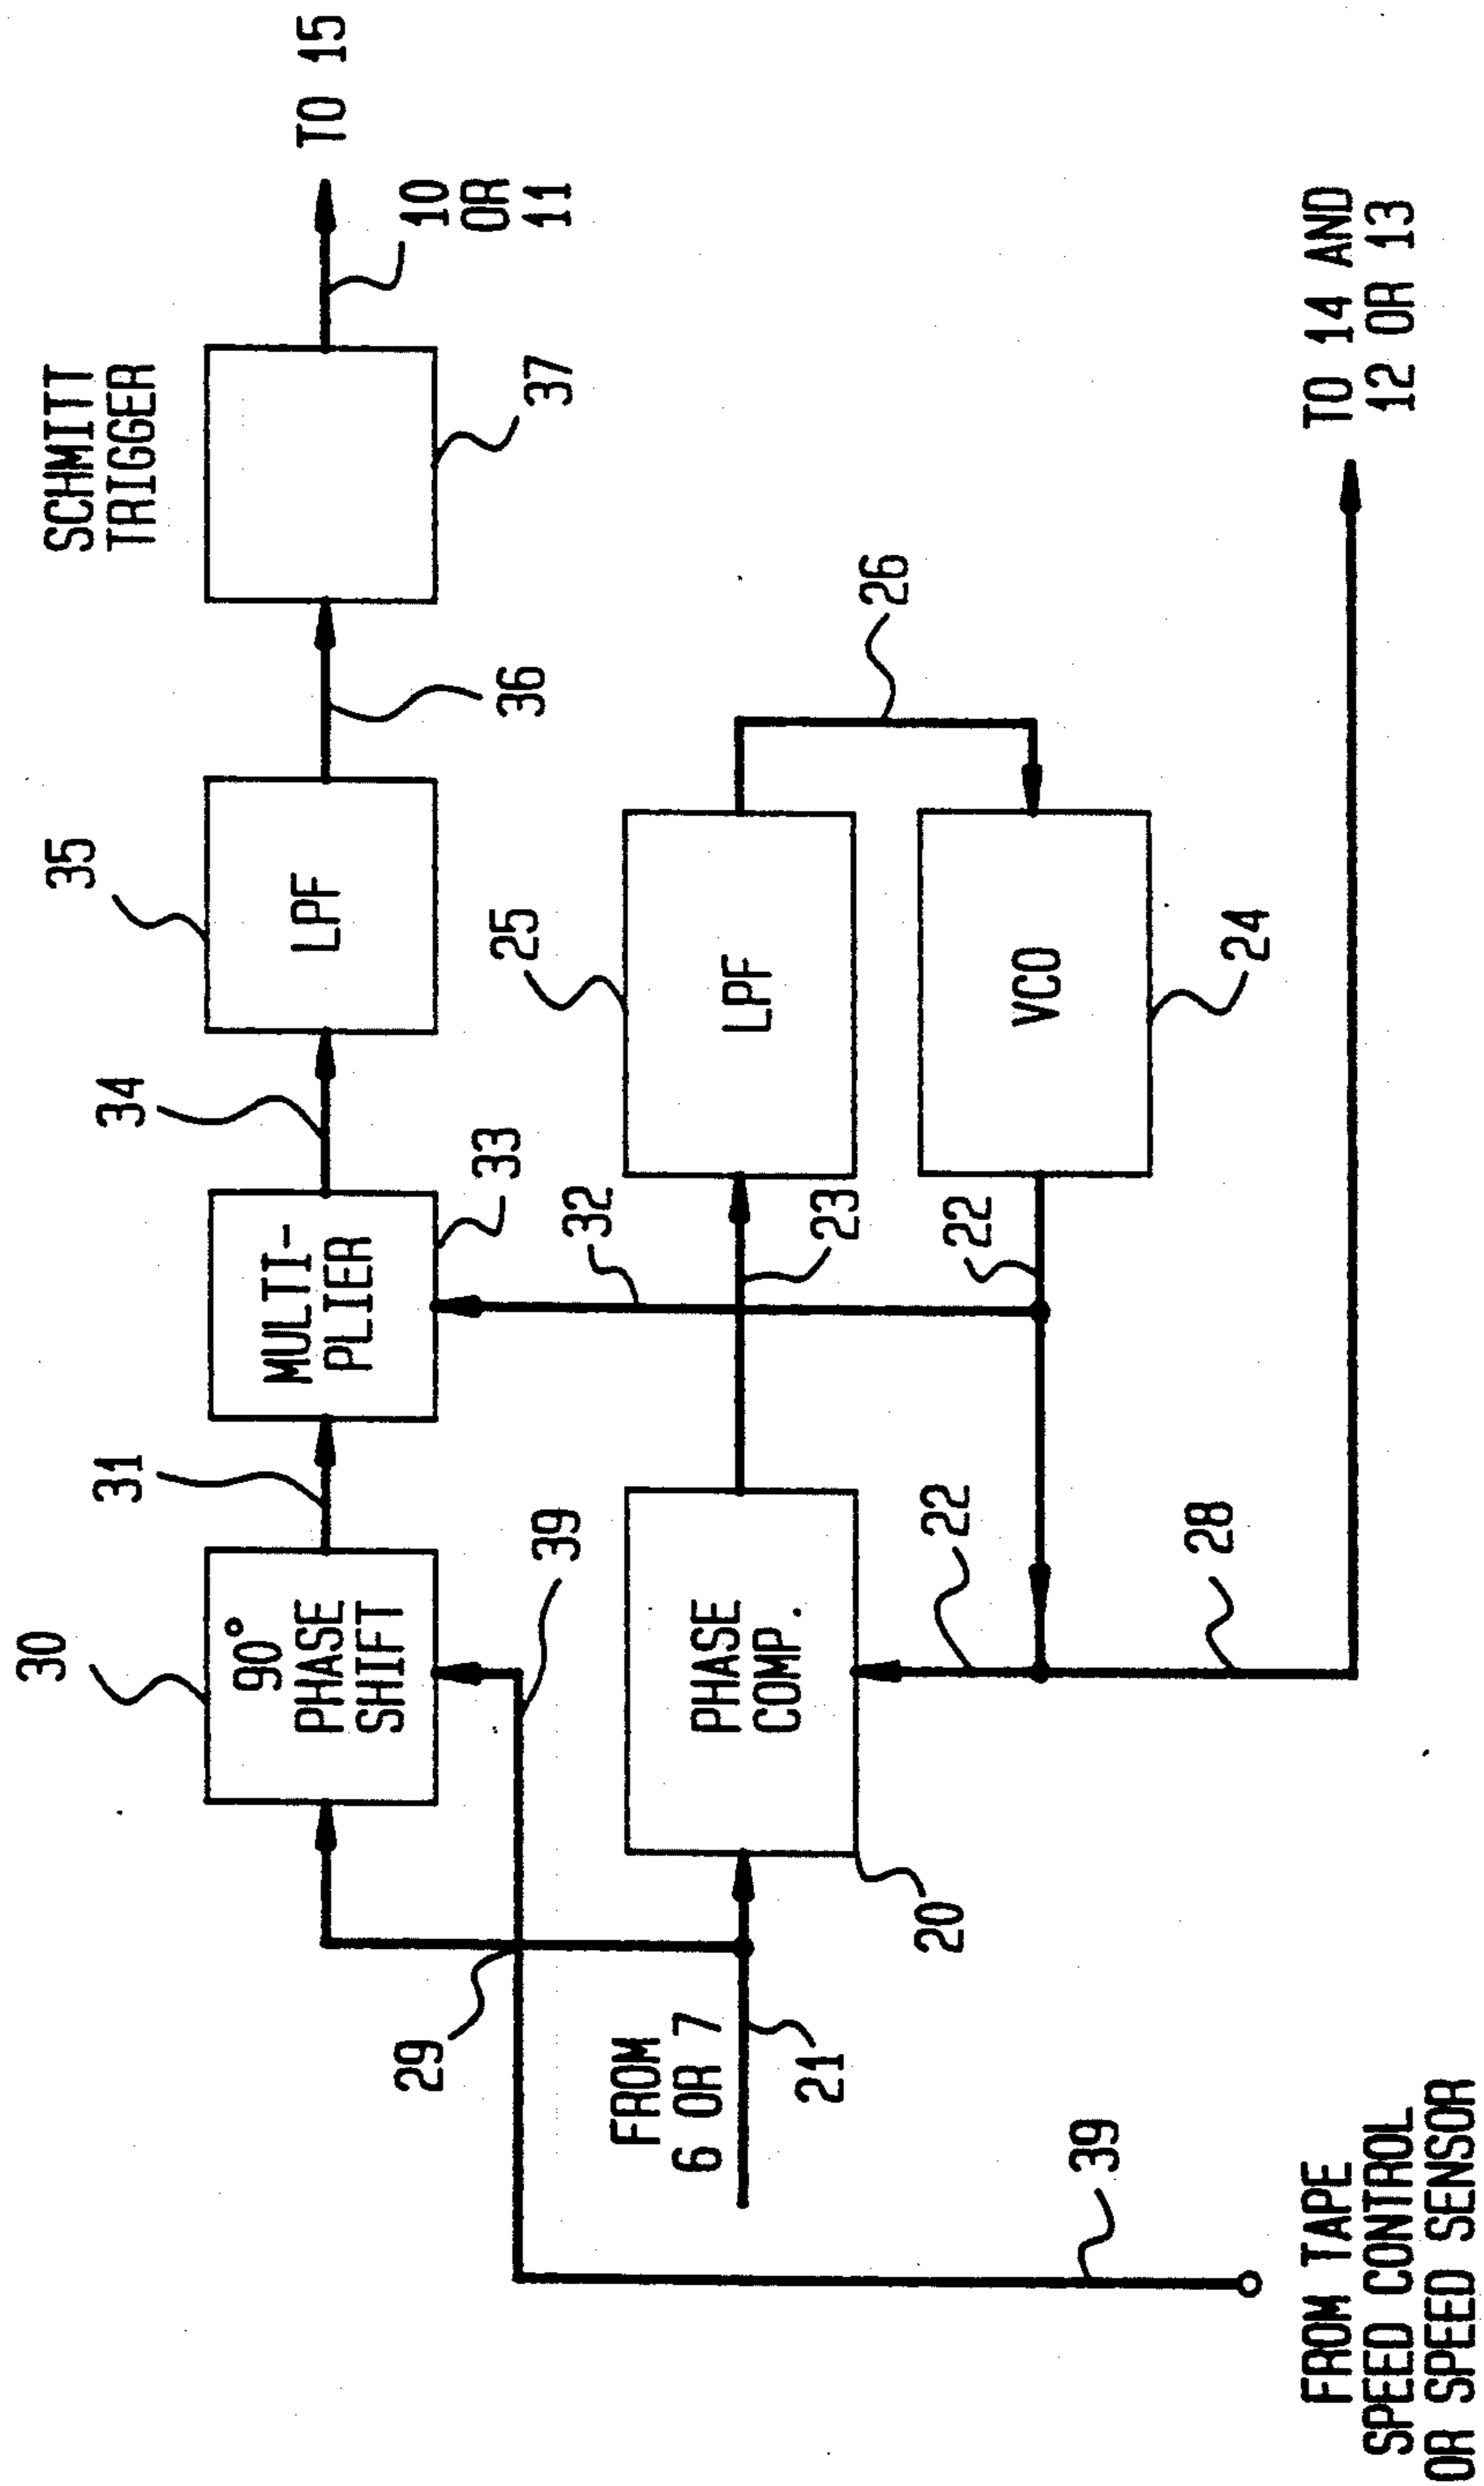 SCHMITT
TRIGGER
TO 15
10
OR
11
37
36
35
LPF
34
MULTI-
PLIER
33
31
30
90°
PHASE
SHIFT
39
32
29
FROM
6 OR 7
21
PHASE
COMP.
20
23
25
LPF
26
VCO
24
22
22
28
TO 14 AND
12 OR 13
39
FROM TAPE
SPEED CONTROL
OR SPEED SENSOR